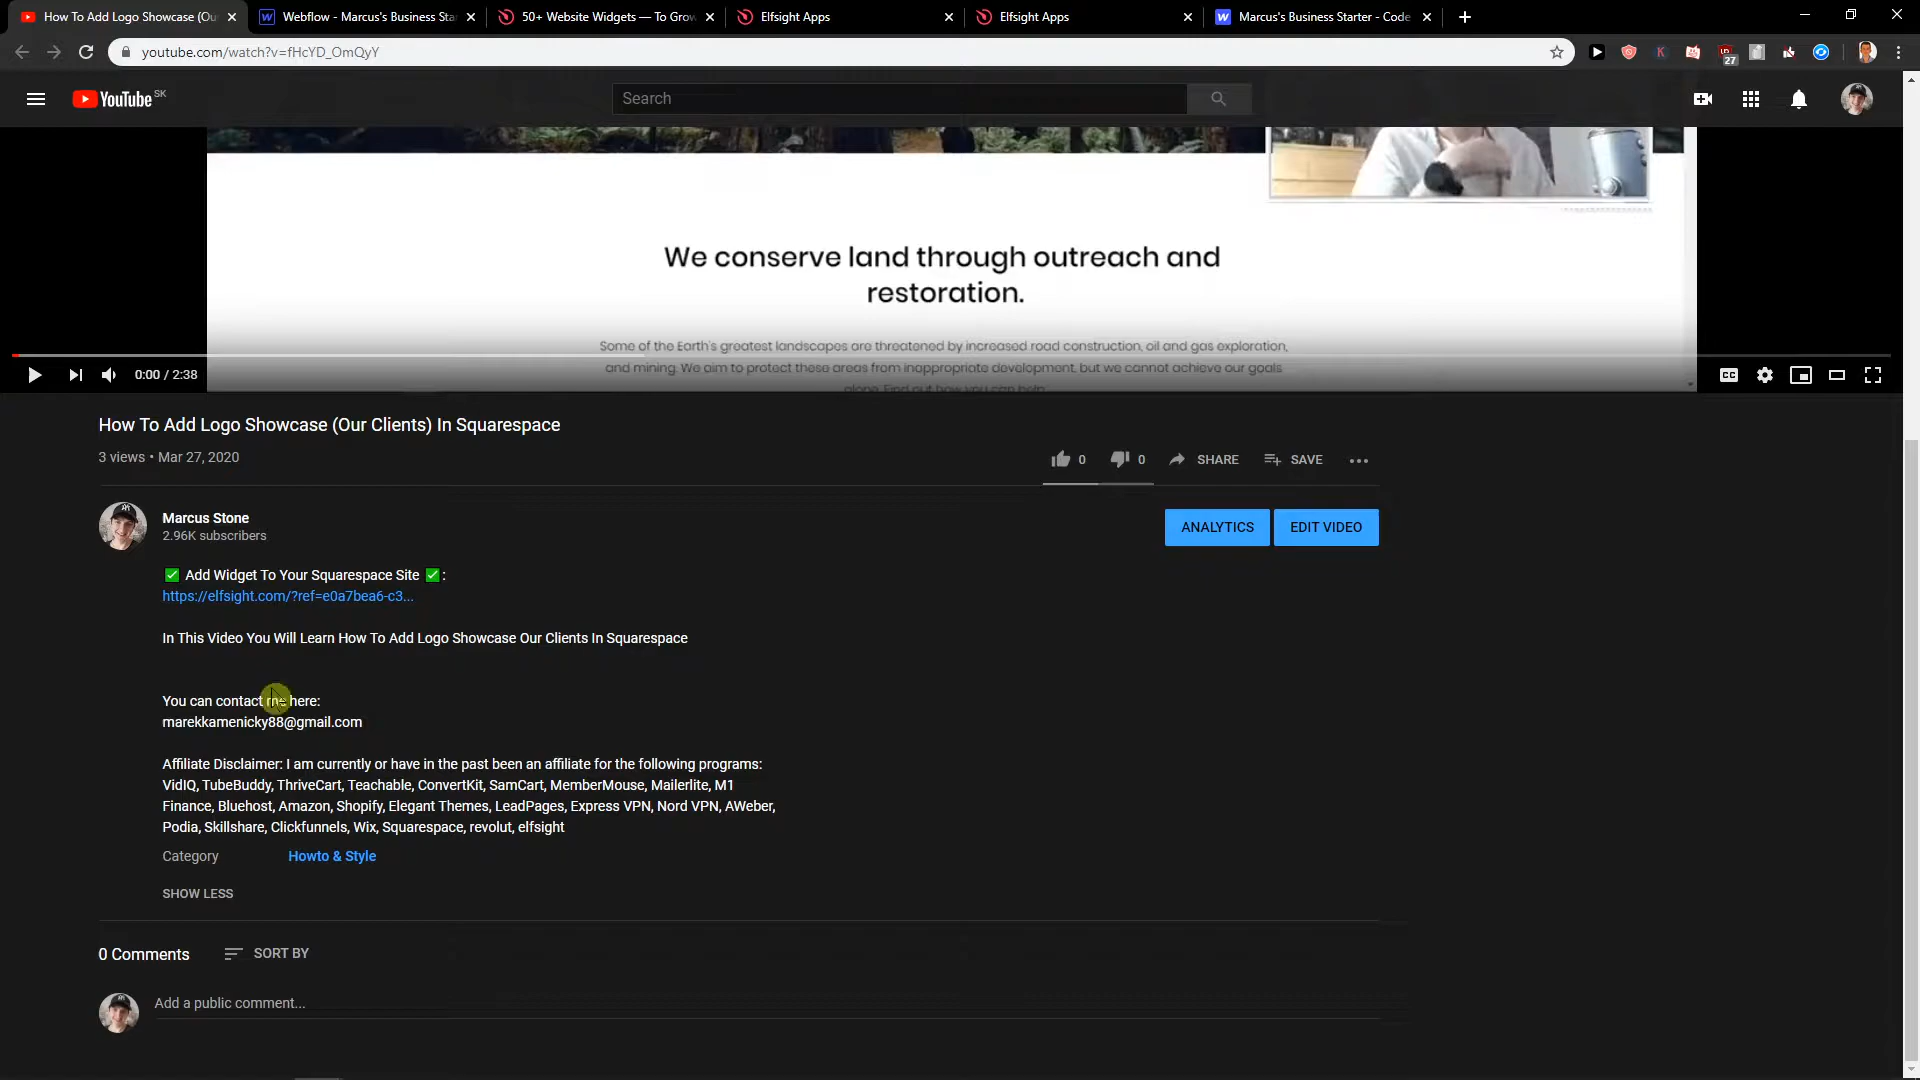 How To Add Logo Showcase (Ou
Webflow - Marcus's Business Sta
50+ Website Widgets — To Grow
Elfsight Apps
Elfsight Apps
Marcus's Business Starter - Code
youtube.com/watch?v=fHcYD_OmQyY
27
YouTube SK
Search
We conserve land through outreach and
restoration.
Some of the Earth's greatest landscapes are threatened by increased road construction, oil and gas exploration,
and mining. We aim to protect these areas from inappropriate development, but we cannot achieve our goals
alone. Find out how you can help.
0:00 / 2:38
CC
How To Add Logo Showcase (Our Clients) In Squarespace
3 views • Mar 27, 2020
0
0
SHARE
SAVE
Marcus Stone
2.96K subscribers
ANALYTICS
EDIT VIDEO
✅ Add Widget To Your Squarespace Site ✅:
https://elfsight.com/?ref=e0a7bea6-c3...
In This Video You Will Learn How To Add Logo Showcase Our Clients In Squarespace
You can contact me here:
marekkamenicky88@gmail.com
Affiliate Disclaimer: I am currently or have in the past been an affiliate for the following programs:
VidIQ, TubeBuddy, ThriveCart, Teachable, ConvertKit, SamCart, MemberMouse, Mailerlite, M1
Finance, Bluehost, Amazon, Shopify, Elegant Themes, LeadPages, Express VPN, Nord VPN, AWeber,
Podia, Skillshare, Clickfunnels, Wix, Squarespace, revolut, elfsight
Category
Howto & Style
SHOW LESS
0 Comments
SORT BY
Add a public comment...